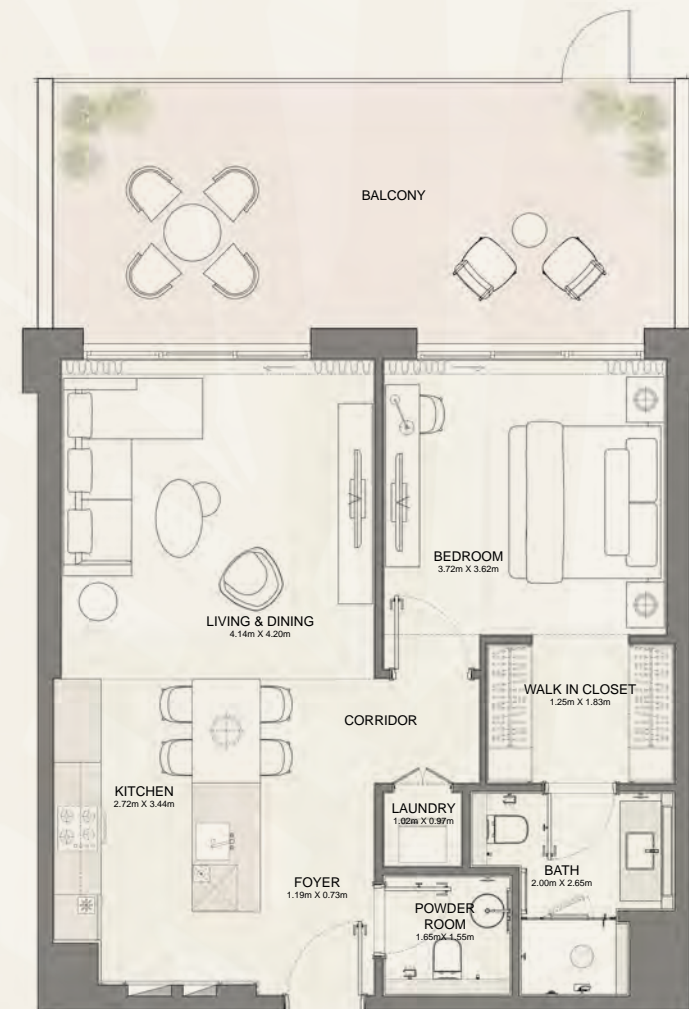 BALCONY
BEDROOM
3.72m X 3.62m
LIVING & DINING
4.14m X 4.20m
WALK IN CLOSET
1.25m X 1.83m
CORRIDOR
KITCHEN
2.72m X 3.44m
LAUNDRY
1.02m X 0.97m
BATH
2.00m X 2.65m
FOYER
1.19m X 0.73m
POWDER
ROOM
1.65mX 1.55m